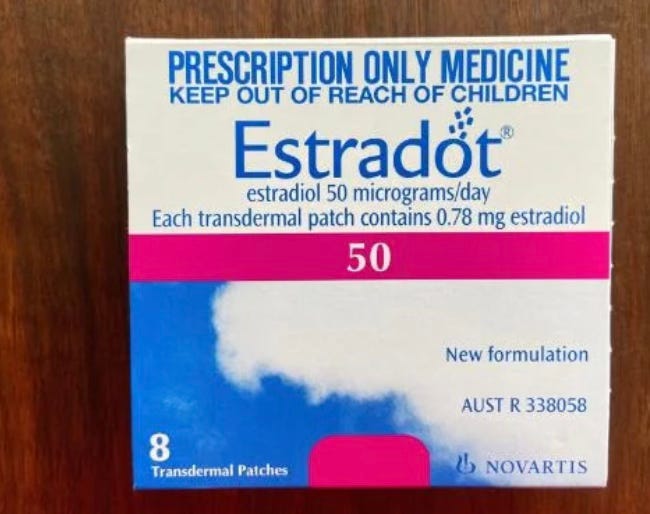 PRESCRIPTION ONLY MEDICINE
KEEP OUT OF REACH OF CHILDREN
Estradot®
estradiol 50 micrograms/day
Each transdermal patch contains 0.78 mg estradiol
50
New formulation
AUST R 338058
8
Transdermal Patches
NOVARTIS